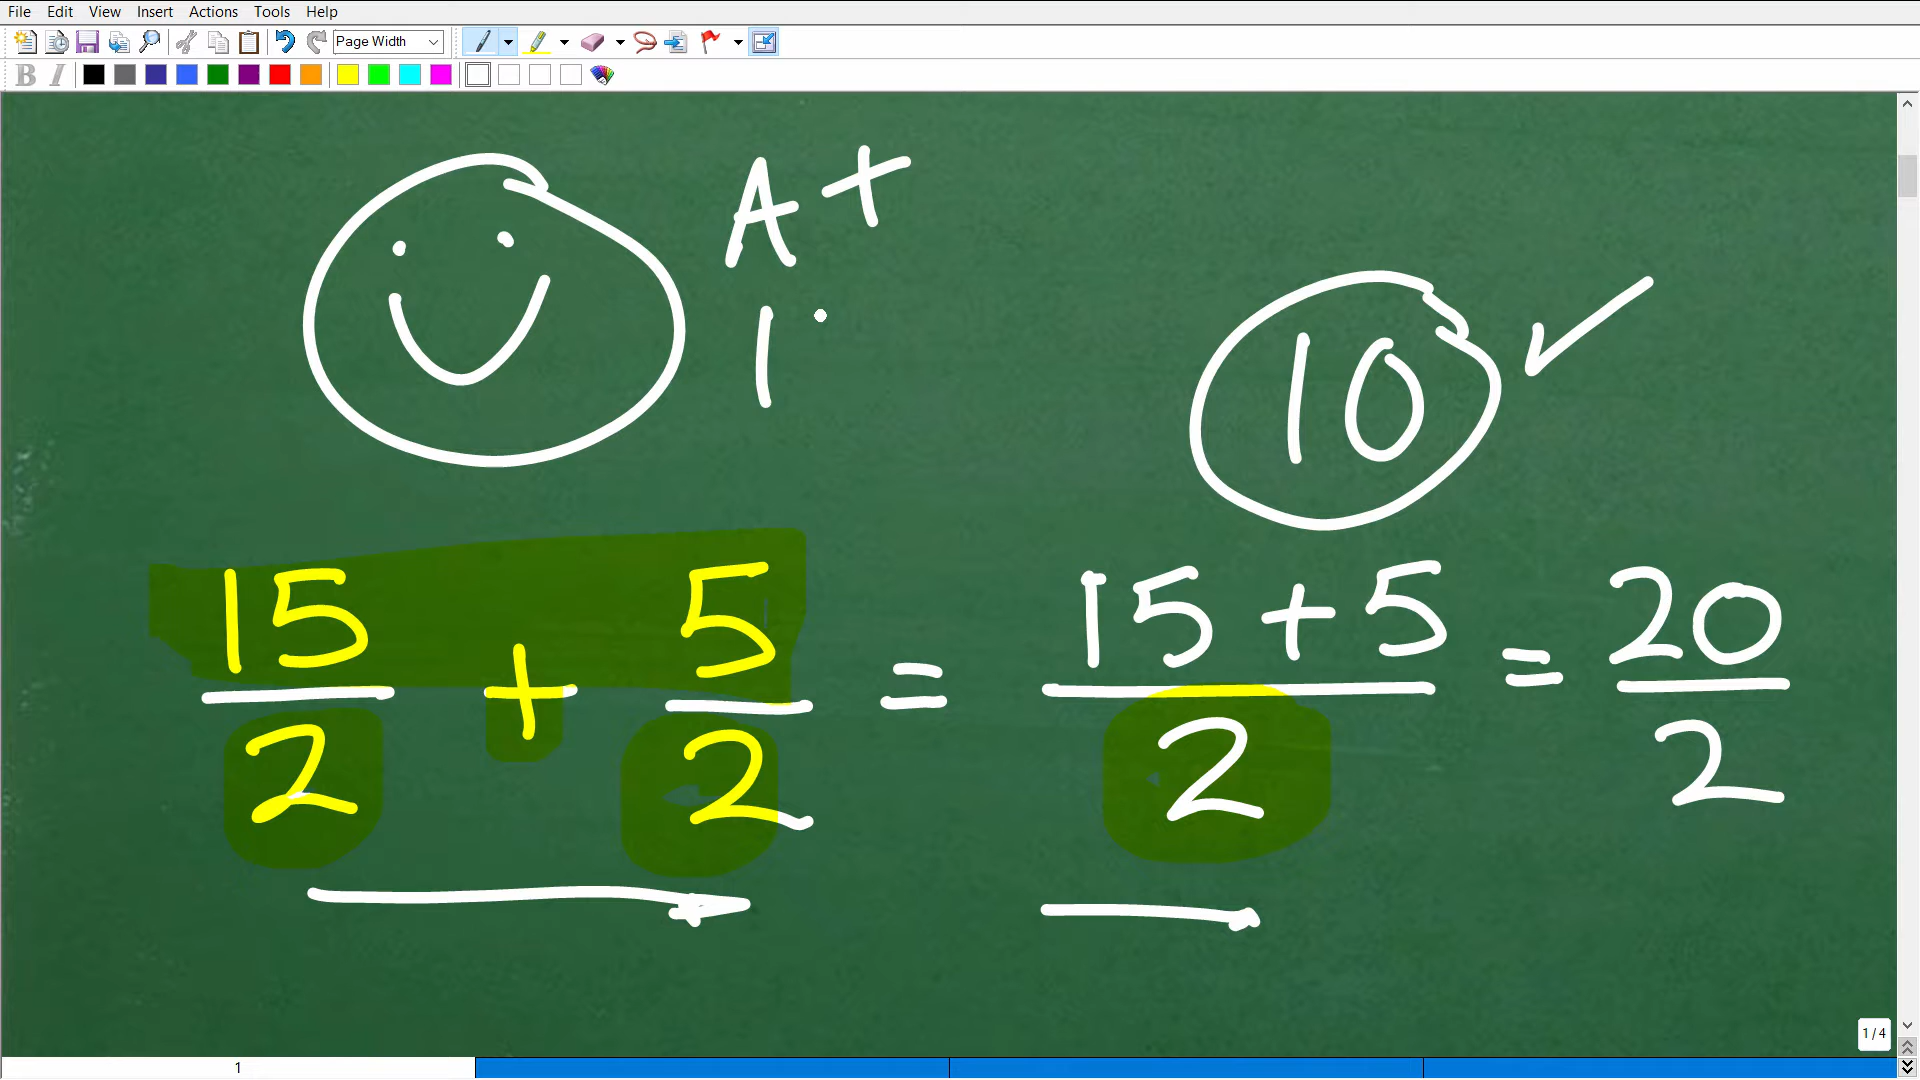 File Edit View Insert Actions Tools Help
Page Width
B I
A+
1
10
15/2 + 5/2 = 15+5/2 = 20/2
1 / 4
1